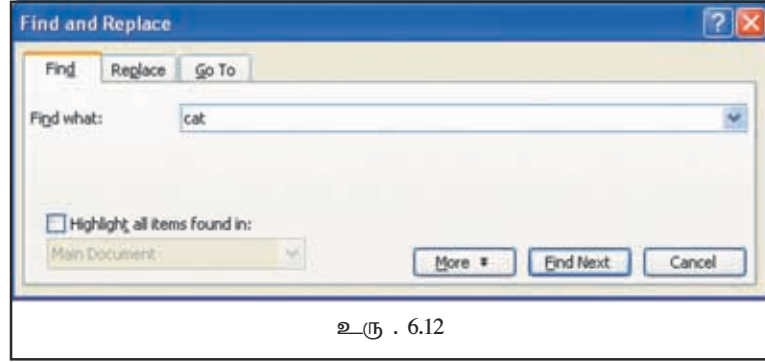 Find and Replace
Find Replace Go To
Find what: cat
Highlight all items found in:
Main Document
More Find Next Cancel
உரு . 6.12